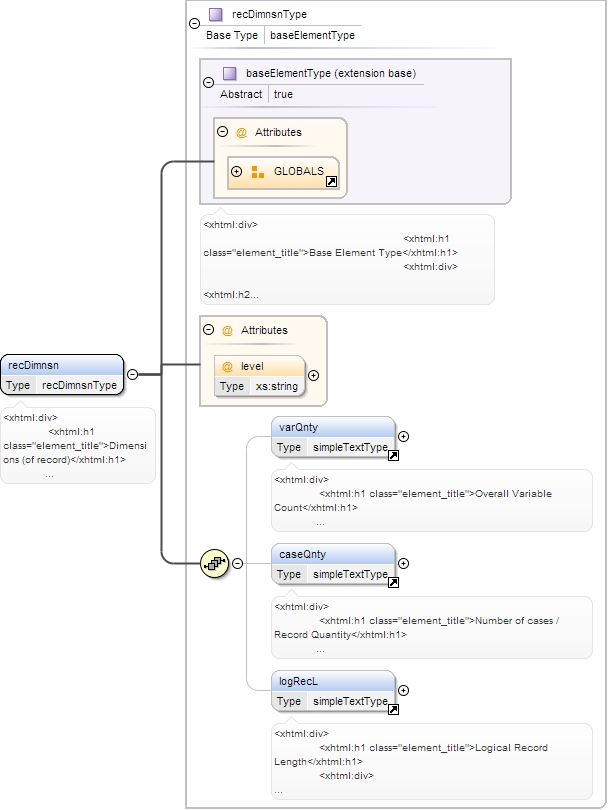 recDimnsnType
Base Type baseElementType
baseElementType (extension base)
Abstract true
@ Attributes
GLOBALS
<xhtml:div>
<xhtml:h1
class="element_title">Base Element Type</xhtml:h1>
<xhtml:div>
<xhtml:h2...
@ Attributes
@ level
Type xs:string
recDimnsn
Type recDimnsnType
<xhtml:div>
<xhtml:h1
class="element_title">Dimensi
ons (of record)</xhtml:h1>
...
varQnty
Type simpleTextType
<xhtml:div>
<xhtml:h1 class="element_title">Overall Variable
Count</xhtml:h1>
...
caseQnty
Type simpleTextType
<xhtml:div>
<xhtml:h1 class="element_title">Number of cases /
Record Quantity</xhtml:h1>
...
logRecL
Type simpleTextType
<xhtml:div>
<xhtml:h1 class="element_title">Logical Record
Length</xhtml:h1>
<xhtml:div>
...